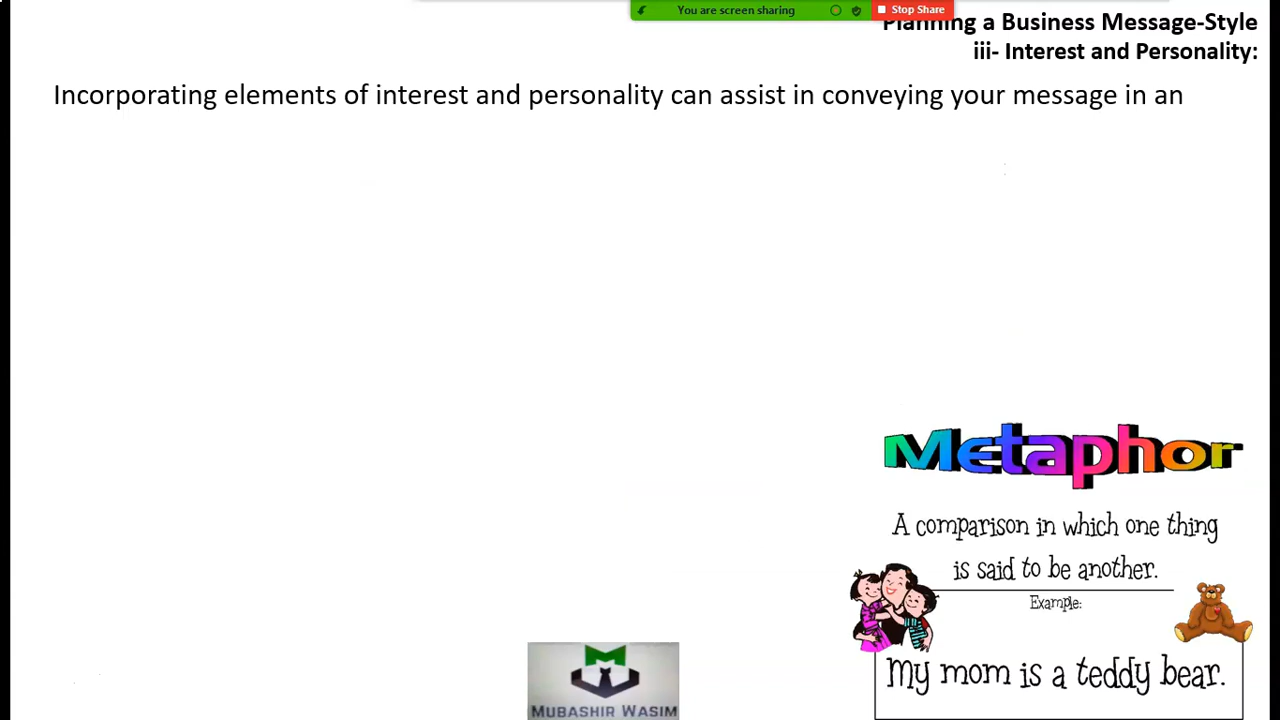 You are screen sharing
Stop Share
Planning a Business Message-Style
iii- Interest and Personality:
Incorporating elements of interest and personality can assist in conveying your message in an
Metaphor
A comparison in which one thing
is said to be another.
Example:
My mom is a teddy bear.
MUBASHIR WASIM